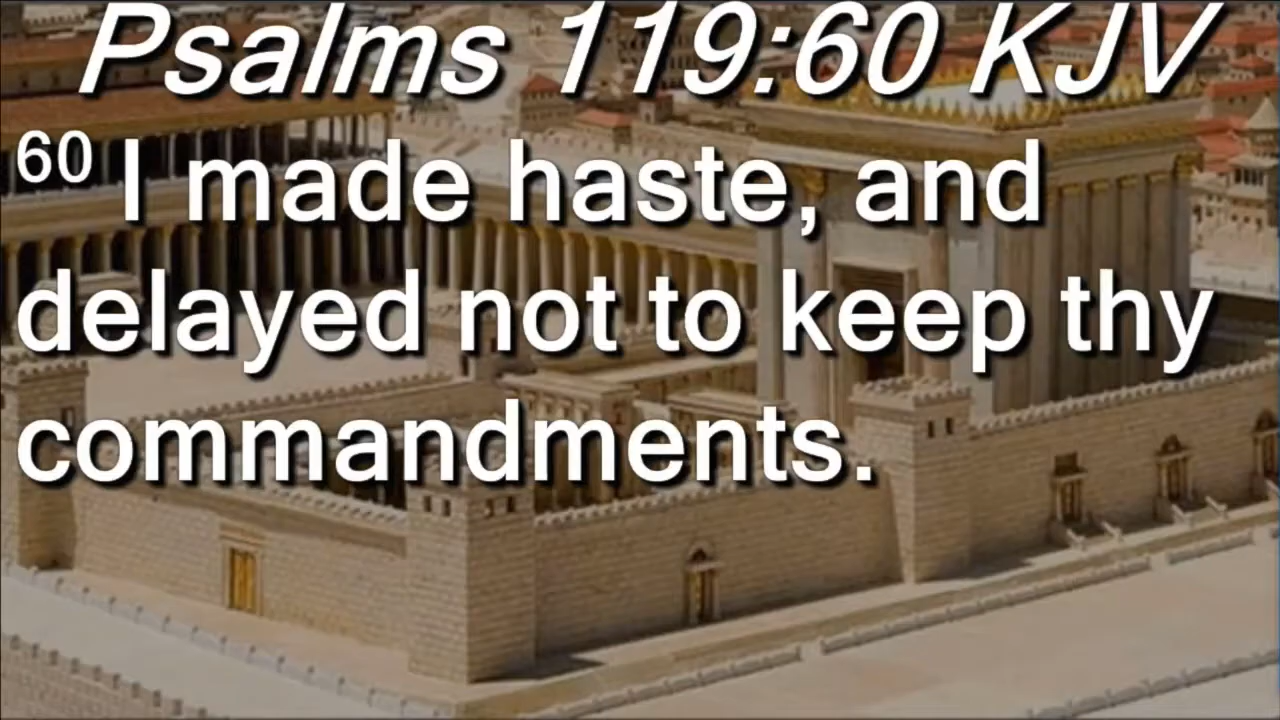 Psalms 119:60 KJV
60 I made haste, and
delayed not to keep thy
commandments.